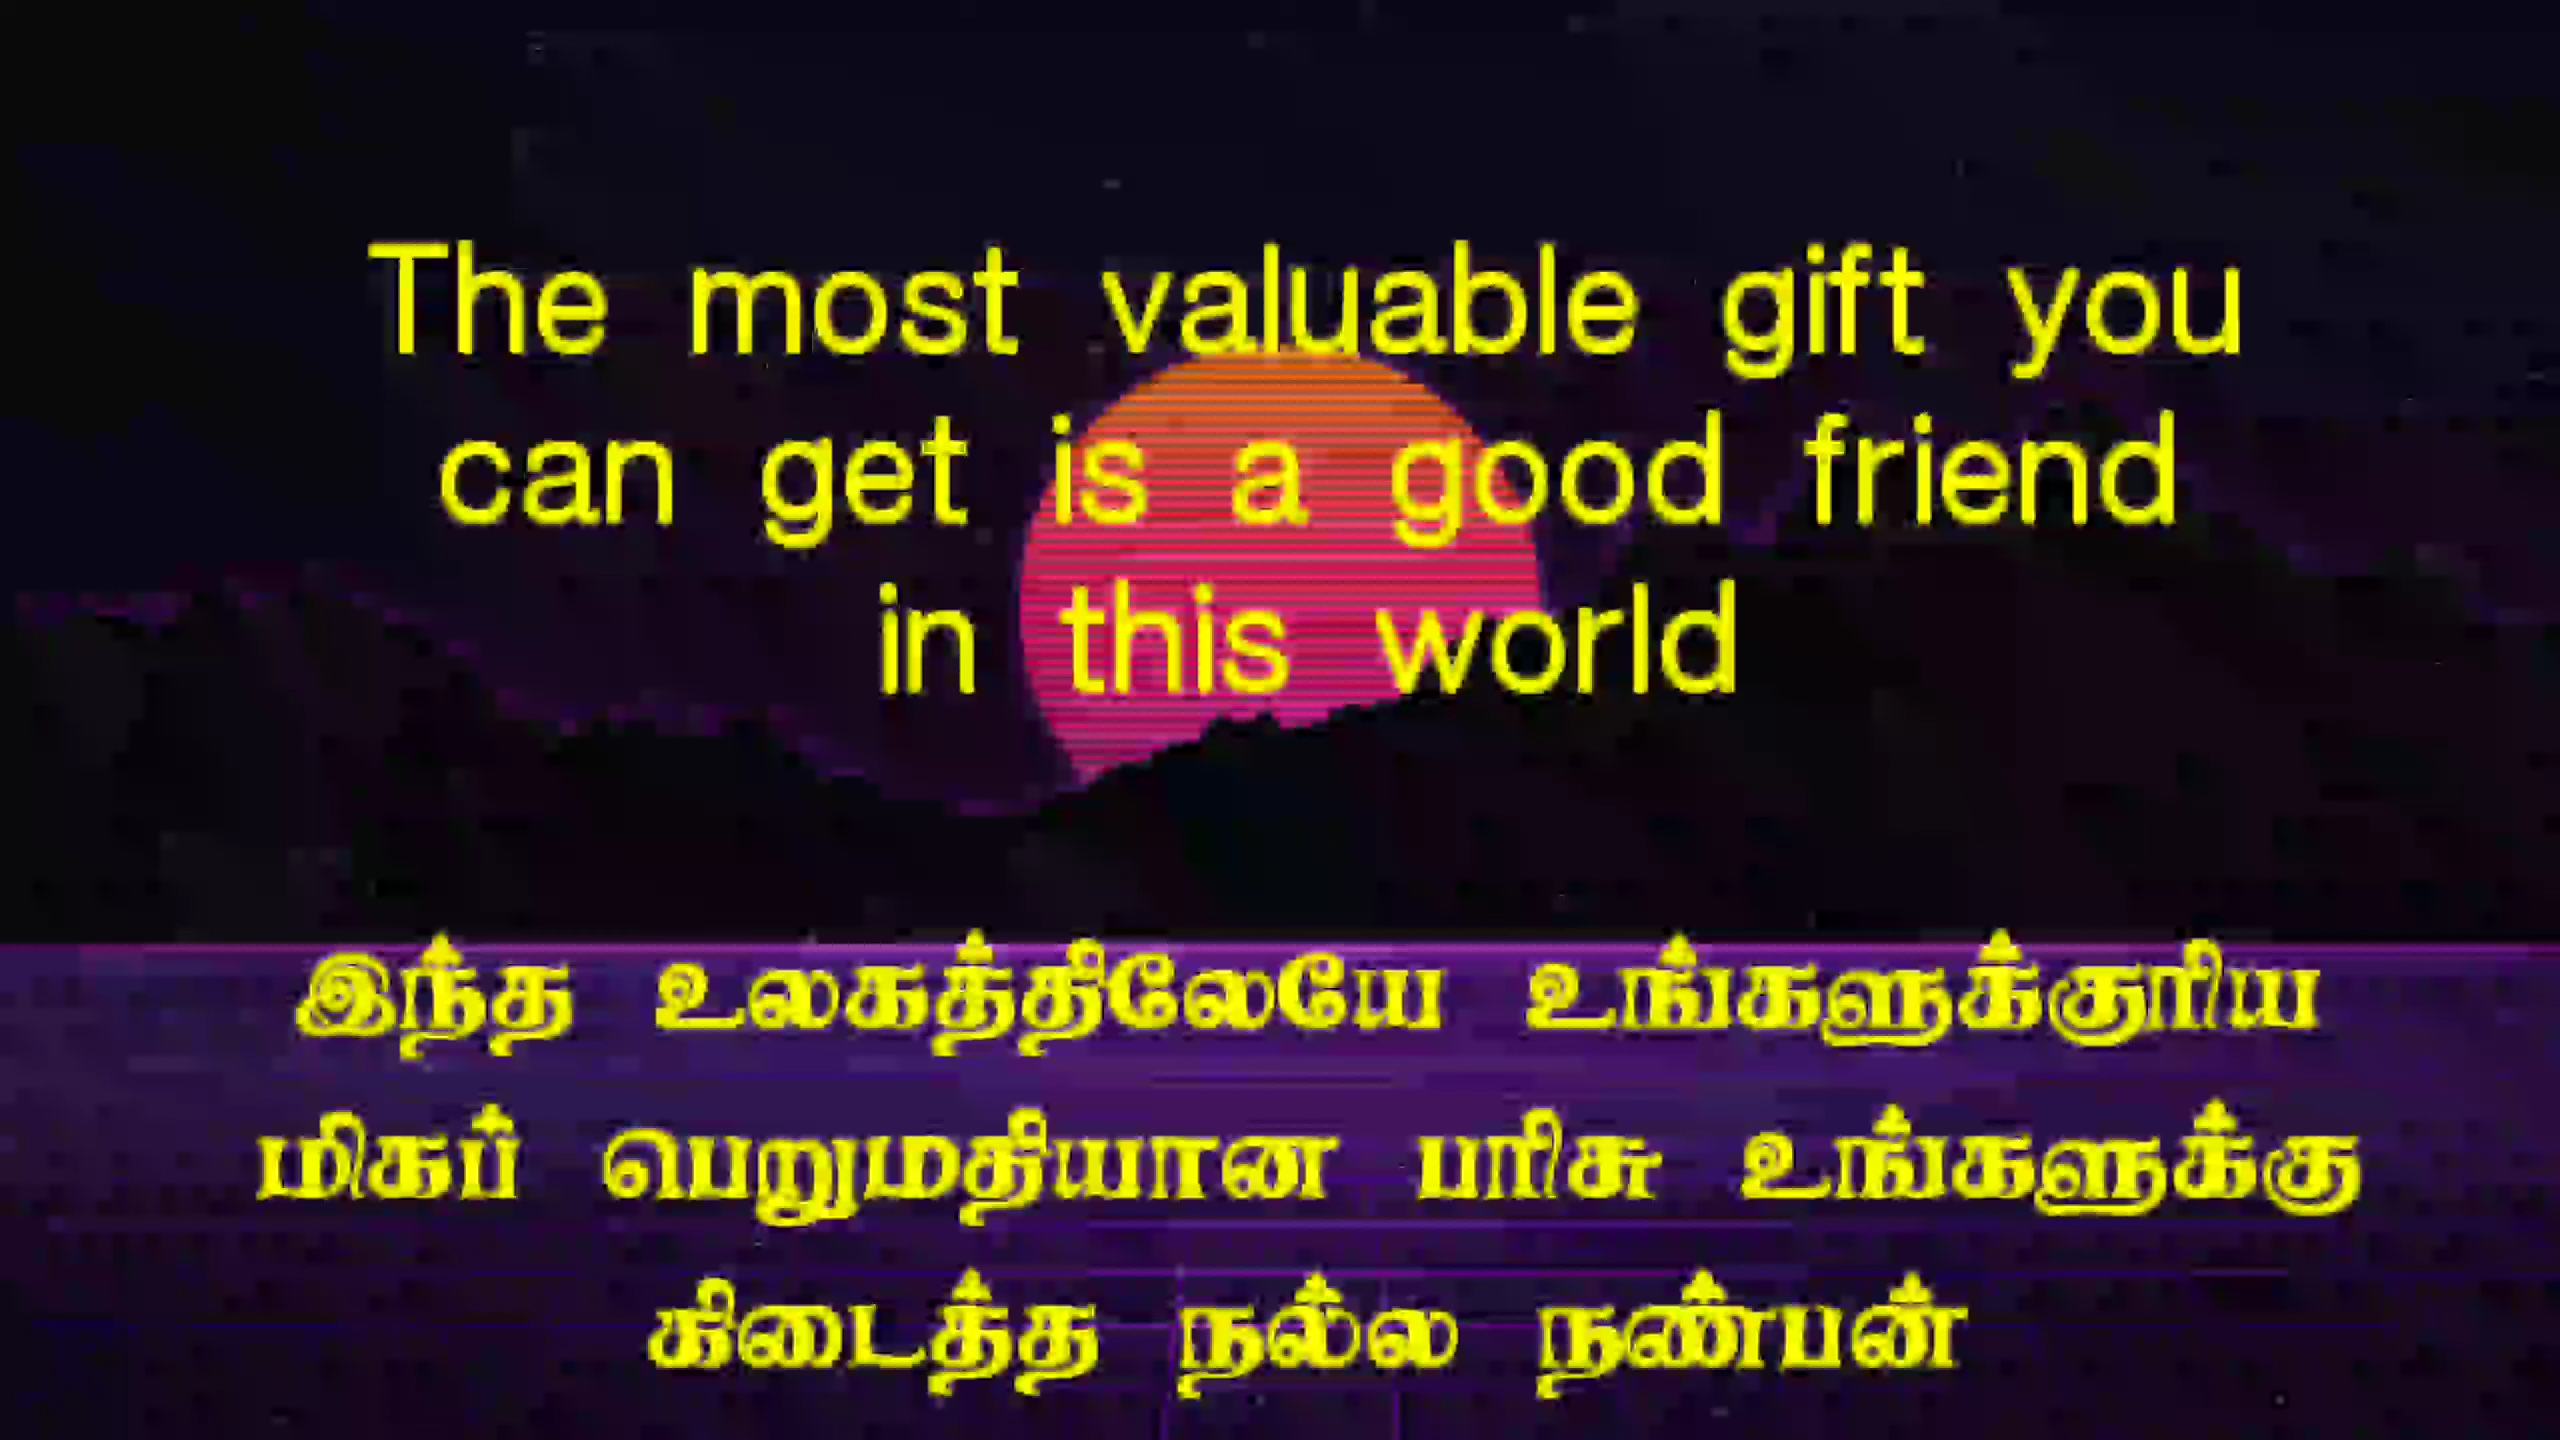 The most valuable gift you
can get is a good friend
in this world
இந்த உலகத்திலேயே உங்களுக்குரிய
மிகப் பெறுமதியான பரிசு உங்களுக்கு
கிடைத்த நல்ல நண்பன்